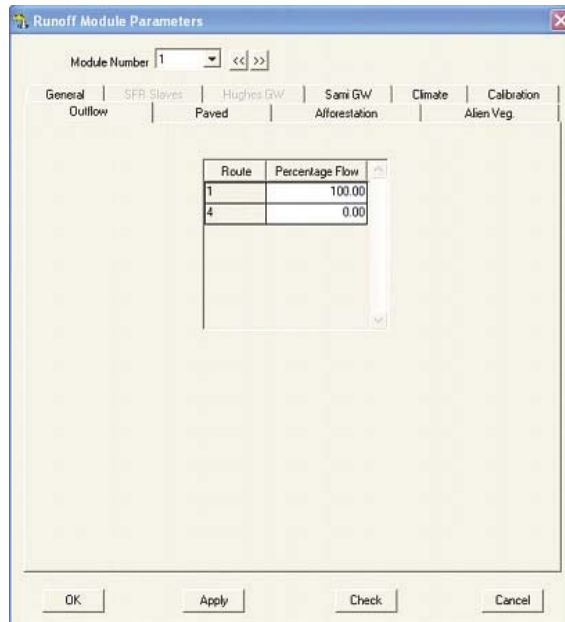 Runoff Module Parameters
Module Number 1 << >>
General SFR Slaves Hughes GW Sami GW Climate Calibration
Outflow Paved Afforestation Alien Veg.
Route Percentage Flow
1 100.00
4 0.00
OK Apply Check Cancel